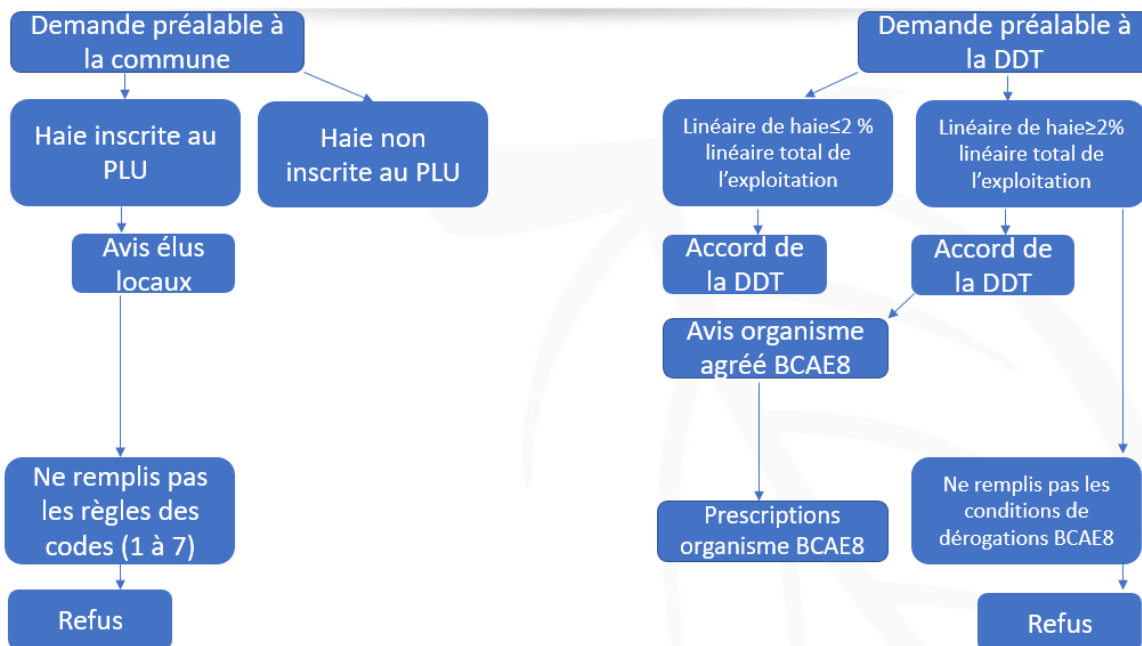 Demande préalable à
la commune
Haie inscrite au
PLU
Haie non
inscrite au PLU
Avis élus
locaux
Ne remplis pas
les règles des
codes (1 à 7)
Refus
Demande préalable à
la DDT
Linéaire de haie≤2 %
linéaire total de
l’exploitation
Linéaire de haie≥2%
linéaire total de
l’exploitation
Accord de
la DDT
Accord de
la DDT
Avis organisme
agréé BCAE8
Prescriptions
organisme BCAE8
Ne remplis pas les
conditions de
dérogations BCAE8
Refus